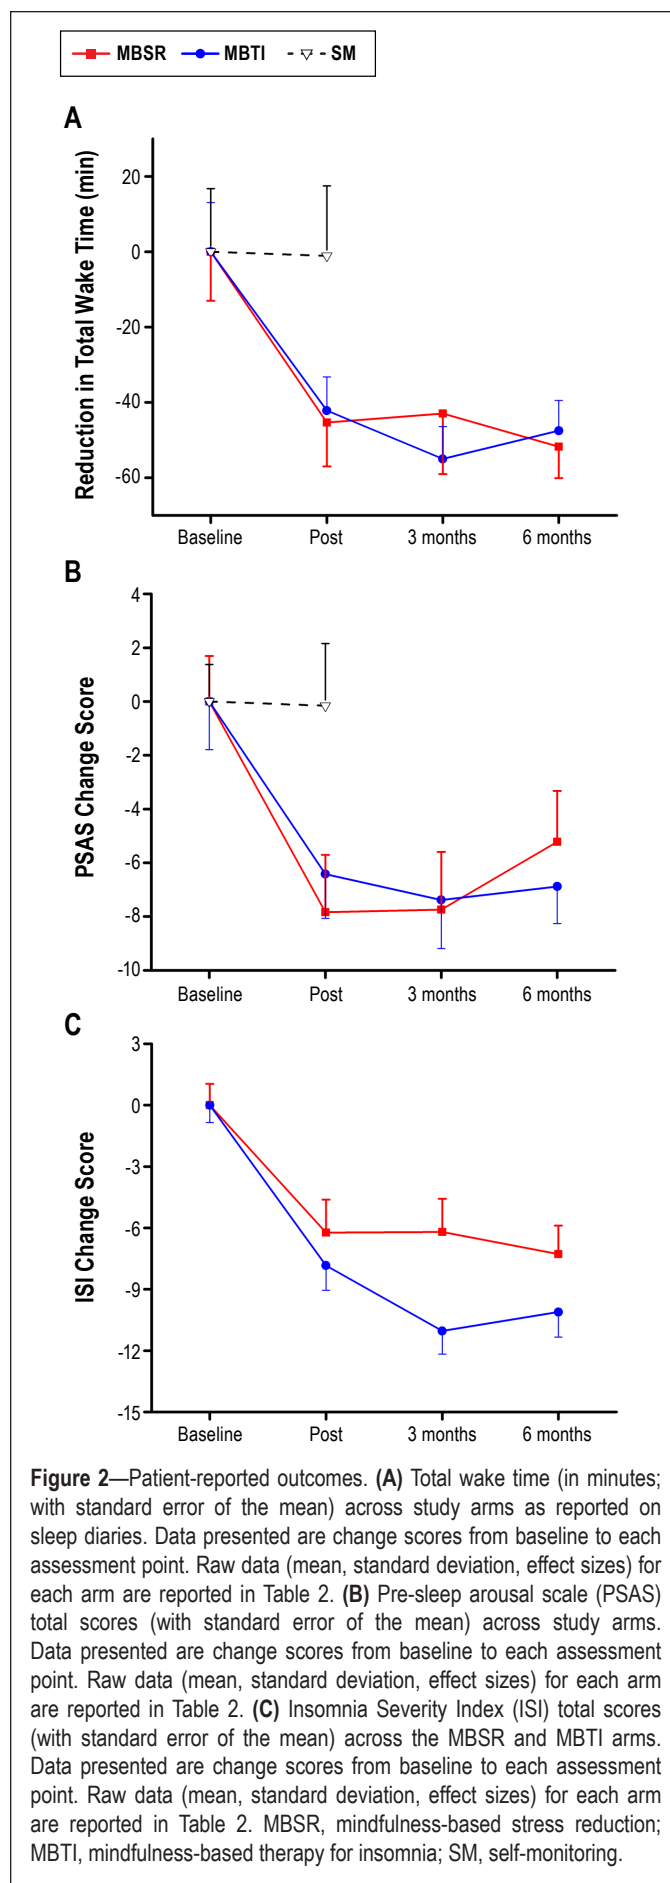 MBSR MBTI SM
A
Reduction in Total Wake Time (min)
20
0
-20
-40
-60
Baseline Post 3 months 6 months
B
PSAS Change Score
4
2
0
-2
-4
-6
-8
-10
Baseline Post 3 months 6 months
C
ISI Change Score
3
0
-3
-6
-9
-12
-15
Baseline Post 3 months 6 months
Figure 2—Patient-reported outcomes. (A) Total wake time (in minutes;
with standard error of the mean) across study arms as reported on
sleep diaries. Data presented are change scores from baseline to each
assessment point. Raw data (mean, standard deviation, effect sizes) for
each arm are reported in Table 2. (B) Pre-sleep arousal scale (PSAS)
total scores (with standard error of the mean) across study arms.
Data presented are change scores from baseline to each assessment
point. Raw data (mean, standard deviation, effect sizes) for each arm
are reported in Table 2. (C) Insomnia Severity Index (ISI) total scores
(with standard error of the mean) across the MBSR and MBTI arms.
Data presented are change scores from baseline to each assessment
point. Raw data (mean, standard deviation, effect sizes) for each arm
are reported in Table 2. MBSR, mindfulness-based stress reduction;
MBTI, mindfulness-based therapy for insomnia; SM, self-monitoring.